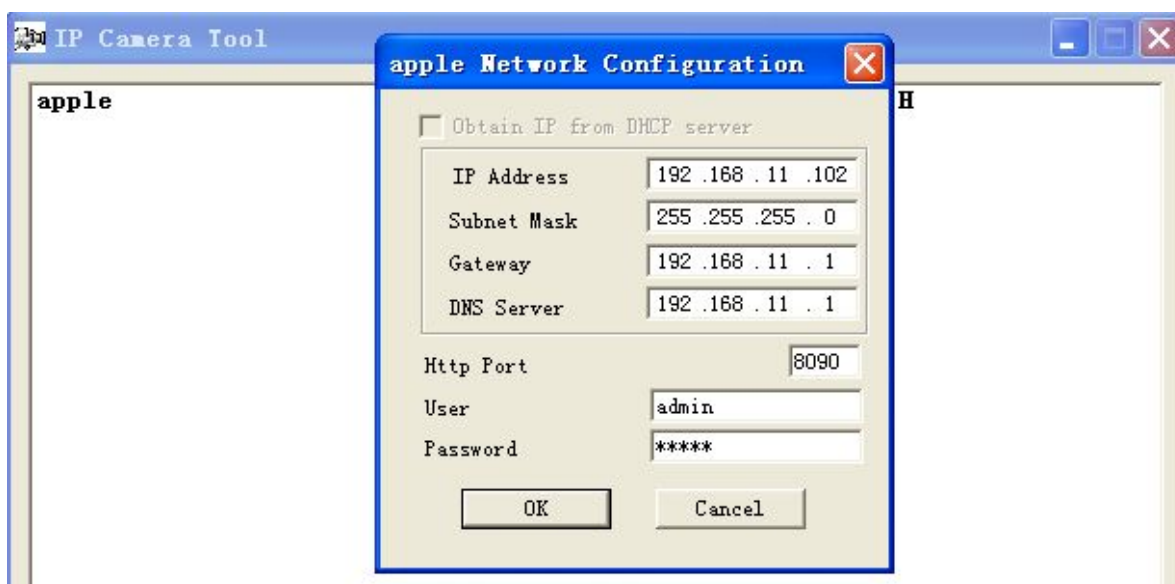 IP Camera Tool
apple Network Configuration
apple
H
Obtain IP from DHCP server
IP Address 192 .168 . 11 .102
Subnet Mask 255 .255 .255 . 0
Gateway 192 .168 . 11 . 1
DNS Server 192 .168 . 11 . 1
Http Port 8090
User admin
Password *****
OK Cancel